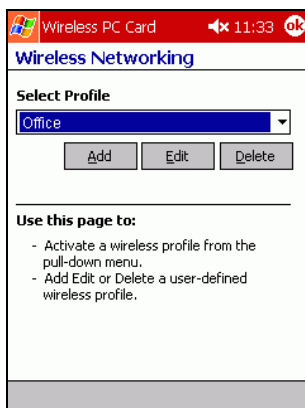 Wireless PC Card 11:33 ok
Wireless Networking
Select Profile
Office
Add Edit Delete
Use this page to:
- Activate a wireless profile from the
pull-down menu.
- Add Edit or Delete a user-defined
wireless profile.